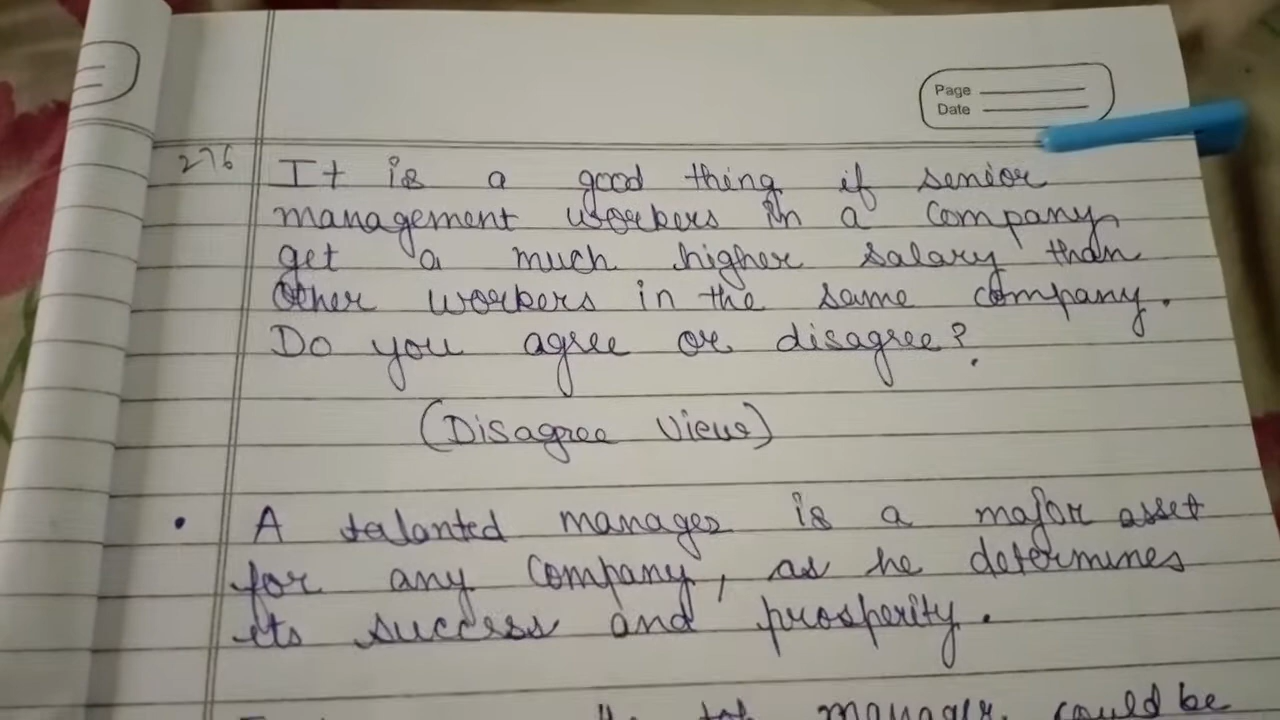 Page
Date
276
It is a good thing if senior
management workers in a company
get a much higher salary than
other workers in the same company.
Do you agree or disagree?
(Disagree View)
• A talanted manager is a major asset
for any company, as he determines
its success and prosperity.
manager could be